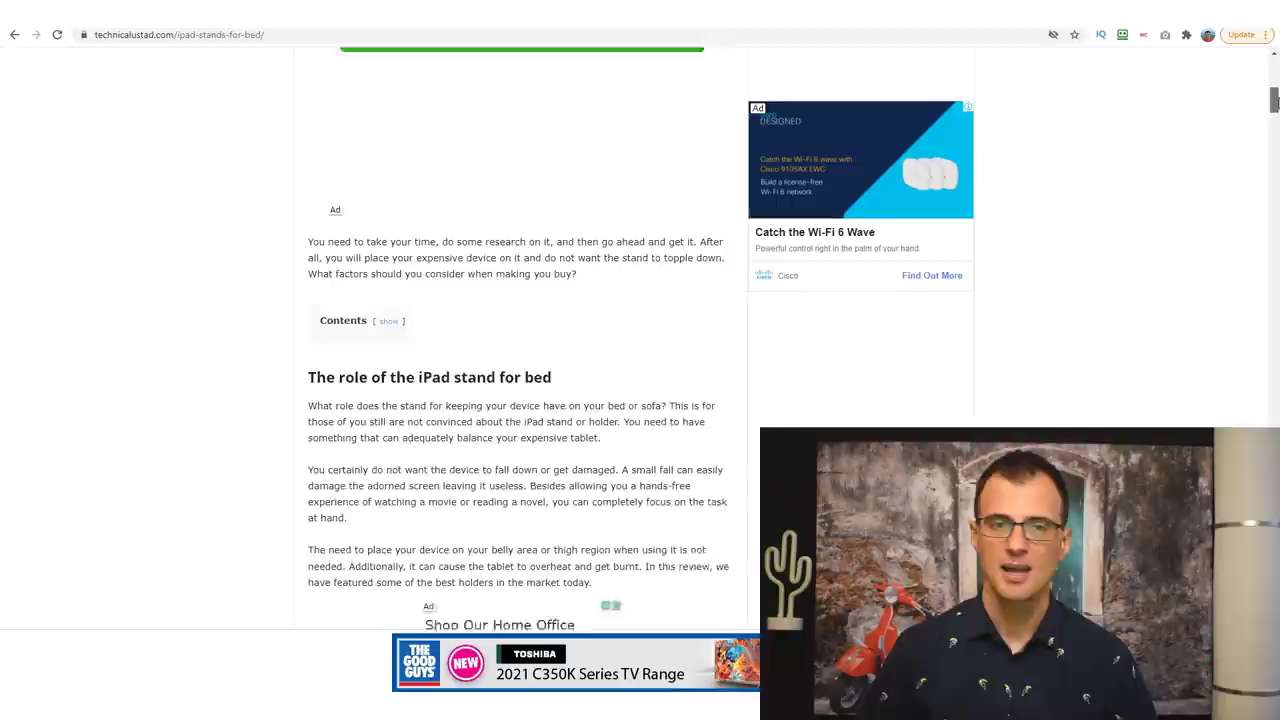 technicalustad.com/ipad-stands-for-bed/
IQ
Update
Ad
DESIGNED
Catch the Wi-Fi 6 wave with
Cisco 9105AX EWC
Build a license-free
Wi-Fi 6 network
Ad
Catch the Wi-Fi 6 Wave
Powerful control right in the palm of your hand
Cisco
Find Out More
You need to take your time, do some research on it, and then go ahead and get it. After
all, you will place your expensive device on it and do not want the stand to topple down.
What factors should you consider when making you buy?
Contents [ show ]
The role of the iPad stand for bed
What role does the stand for keeping your device have on your bed or sofa? This is for
those of you still are not convinced about the iPad stand or holder. You need to have
something that can adequately balance your expensive tablet.
You certainly do not want the device to fall down or get damaged. A small fall can easily
damage the adorned screen leaving it useless. Besides allowing you a hands-free
experience of watching a movie or reading a novel, you can completely focus on the task
at hand.
The need to place your device on your belly area or thigh region when using it is not
needed. Additionally, it can cause the tablet to overheat and get burnt. In this review, we
have featured some of the best holders in the market today.
Ad
Shop Our Home Office
THE
GOOD
GUYS
NEW
TOSHIBA
2021 C350K Series TV Range